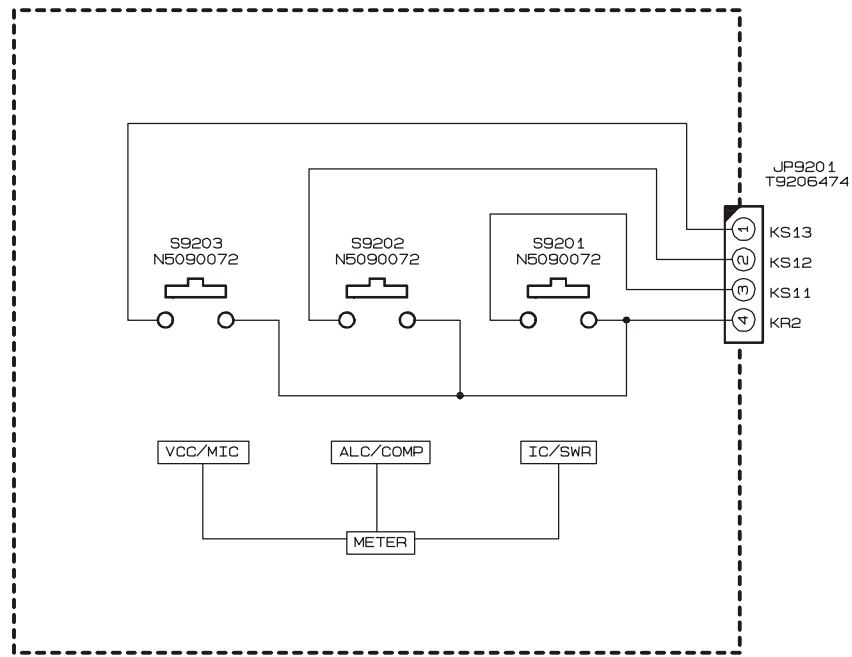 JP9201
T9206474
S9203
N5090072
S9202
N5090072
S9201
N5090072
1
KS13
2
KS12
3
KS11
4
KR2
VCC/MIC
ALC/COMP
IC/SWR
METER